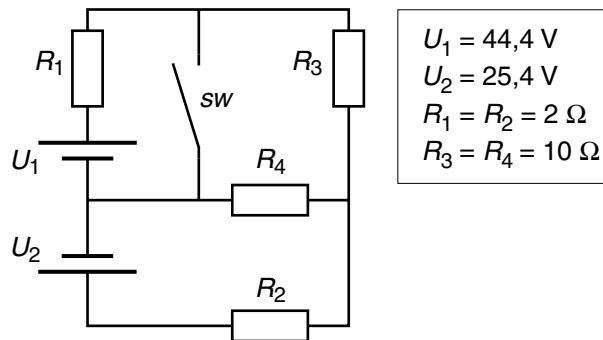 R1
R3
sw
U1
R4
U2
R2
U1 = 44,4 V
U2 = 25,4 V
R1 = R2 = 2 Ω
R3 = R4 = 10 Ω